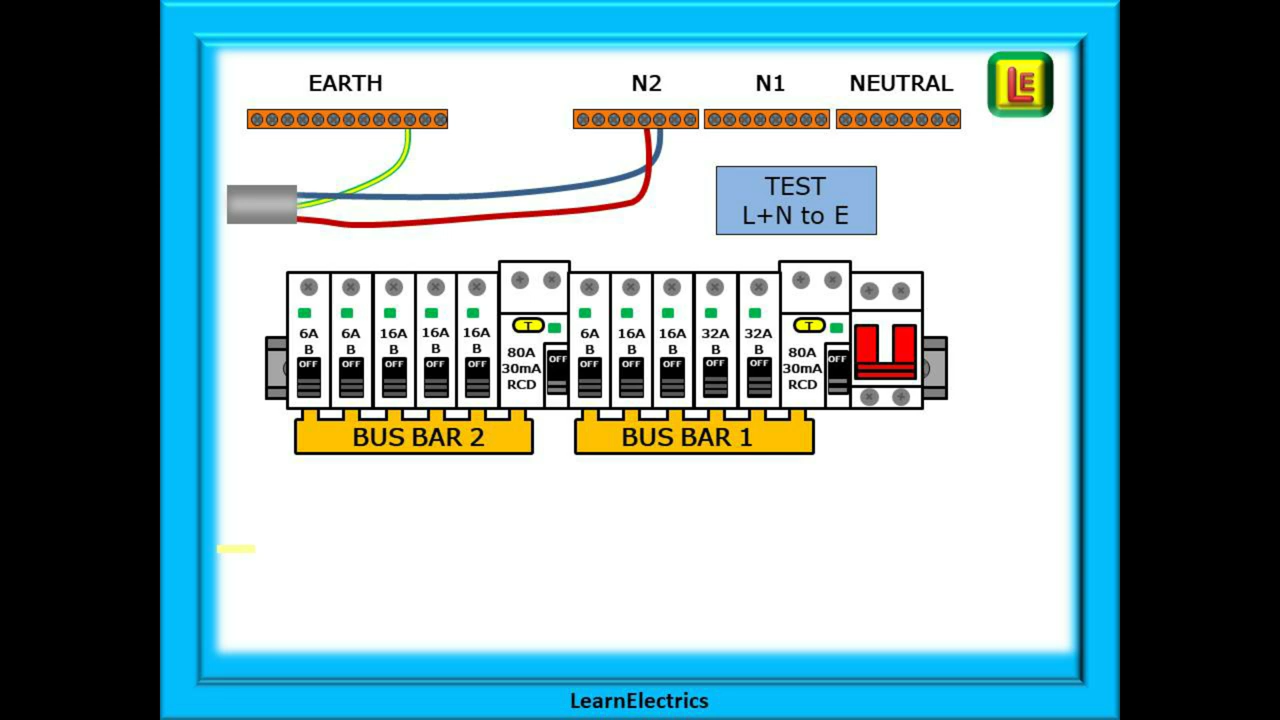 EARTH
N2
N1
NEUTRAL
LE
TEST
L+N to E
6A
B
OFF
6A
B
OFF
16A
B
OFF
16A
B
OFF
16A
B
OFF
T
80A
30mA
RCD
OFF
6A
B
OFF
16A
B
OFF
16A
B
OFF
32A
B
OFF
32A
B
OFF
T
80A
30mA
RCD
OFF
BUS BAR 2
BUS BAR 1
LearnElectrics